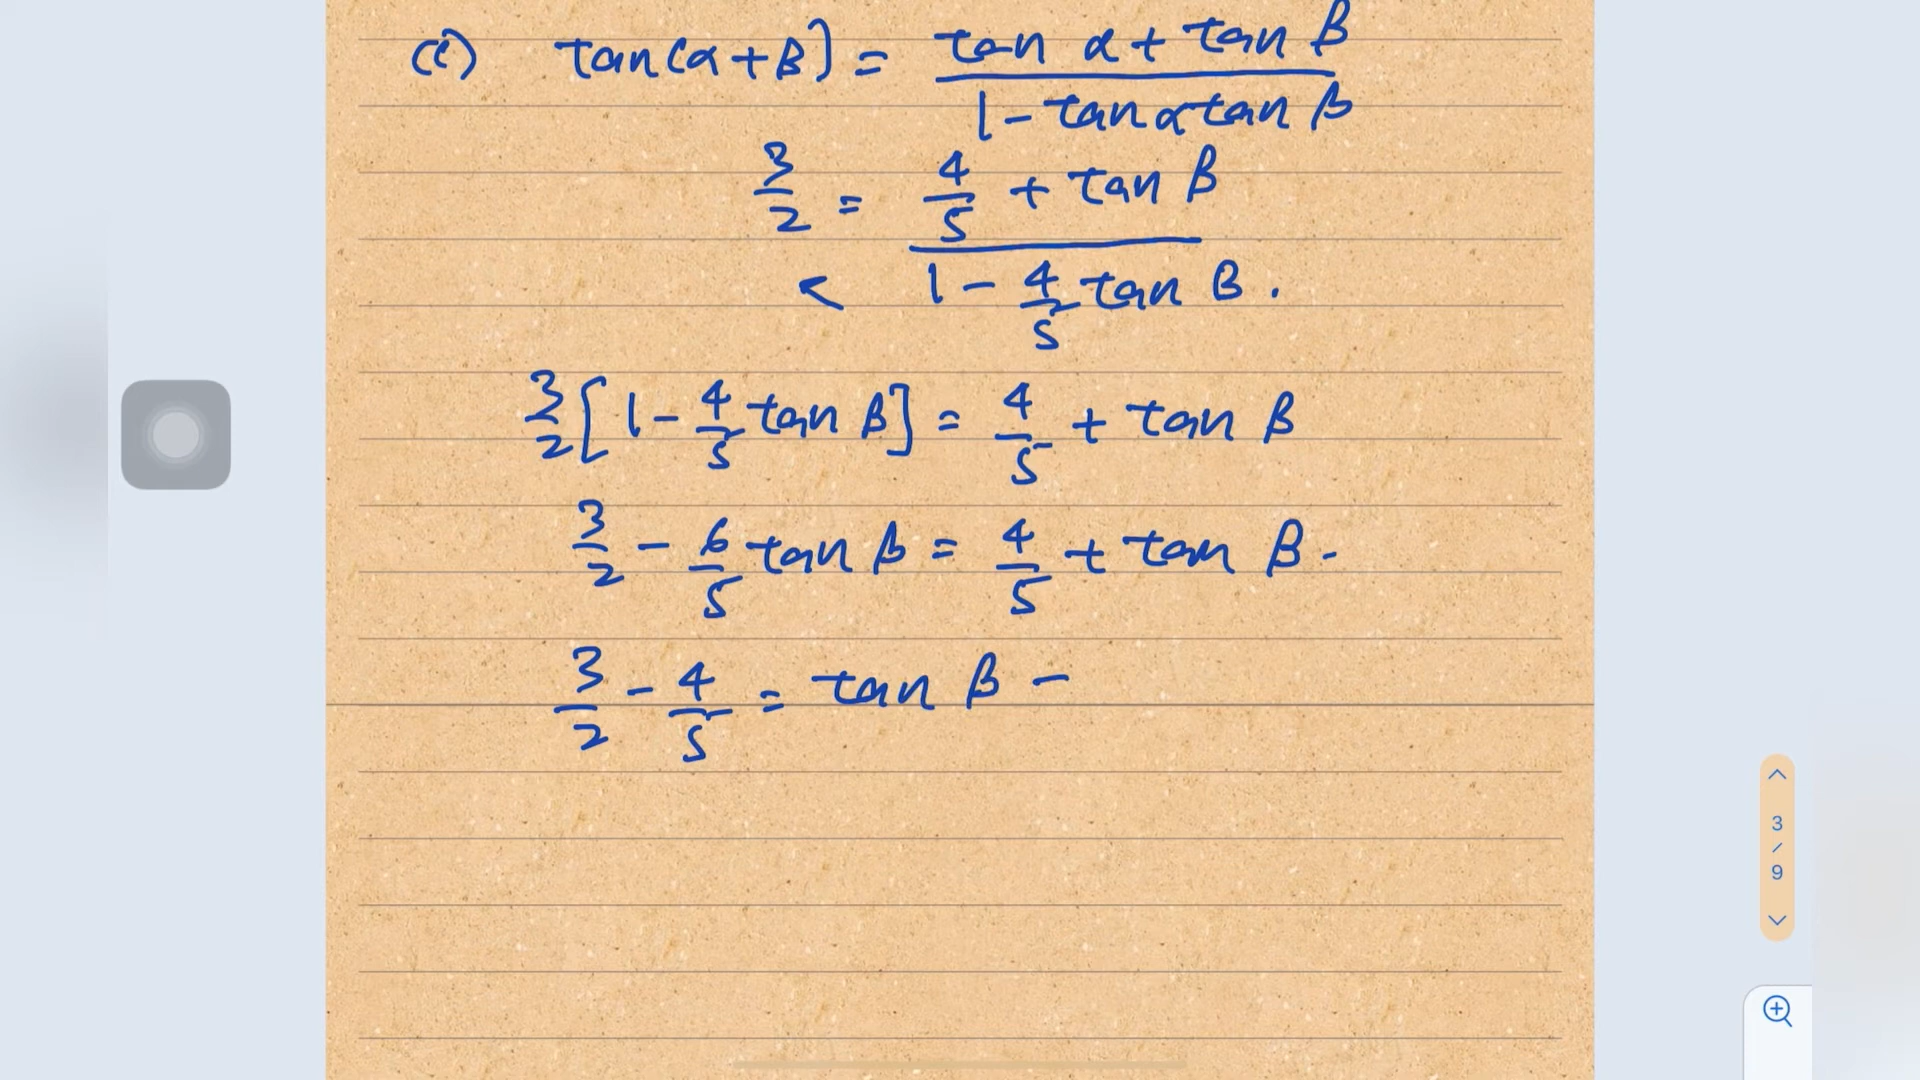 (i) tan(α+β) = tan α + tan β / 1 - tan α tan β
3/2 = 4/5 + tan β / 1 - 4/5 tan β.
3/2 [1 - 4/5 tan β] = 4/5 + tan β
3/2 - 6/5 tan β = 4/5 + tan β -
3/2 - 4/5 = tan β -
3
/
9